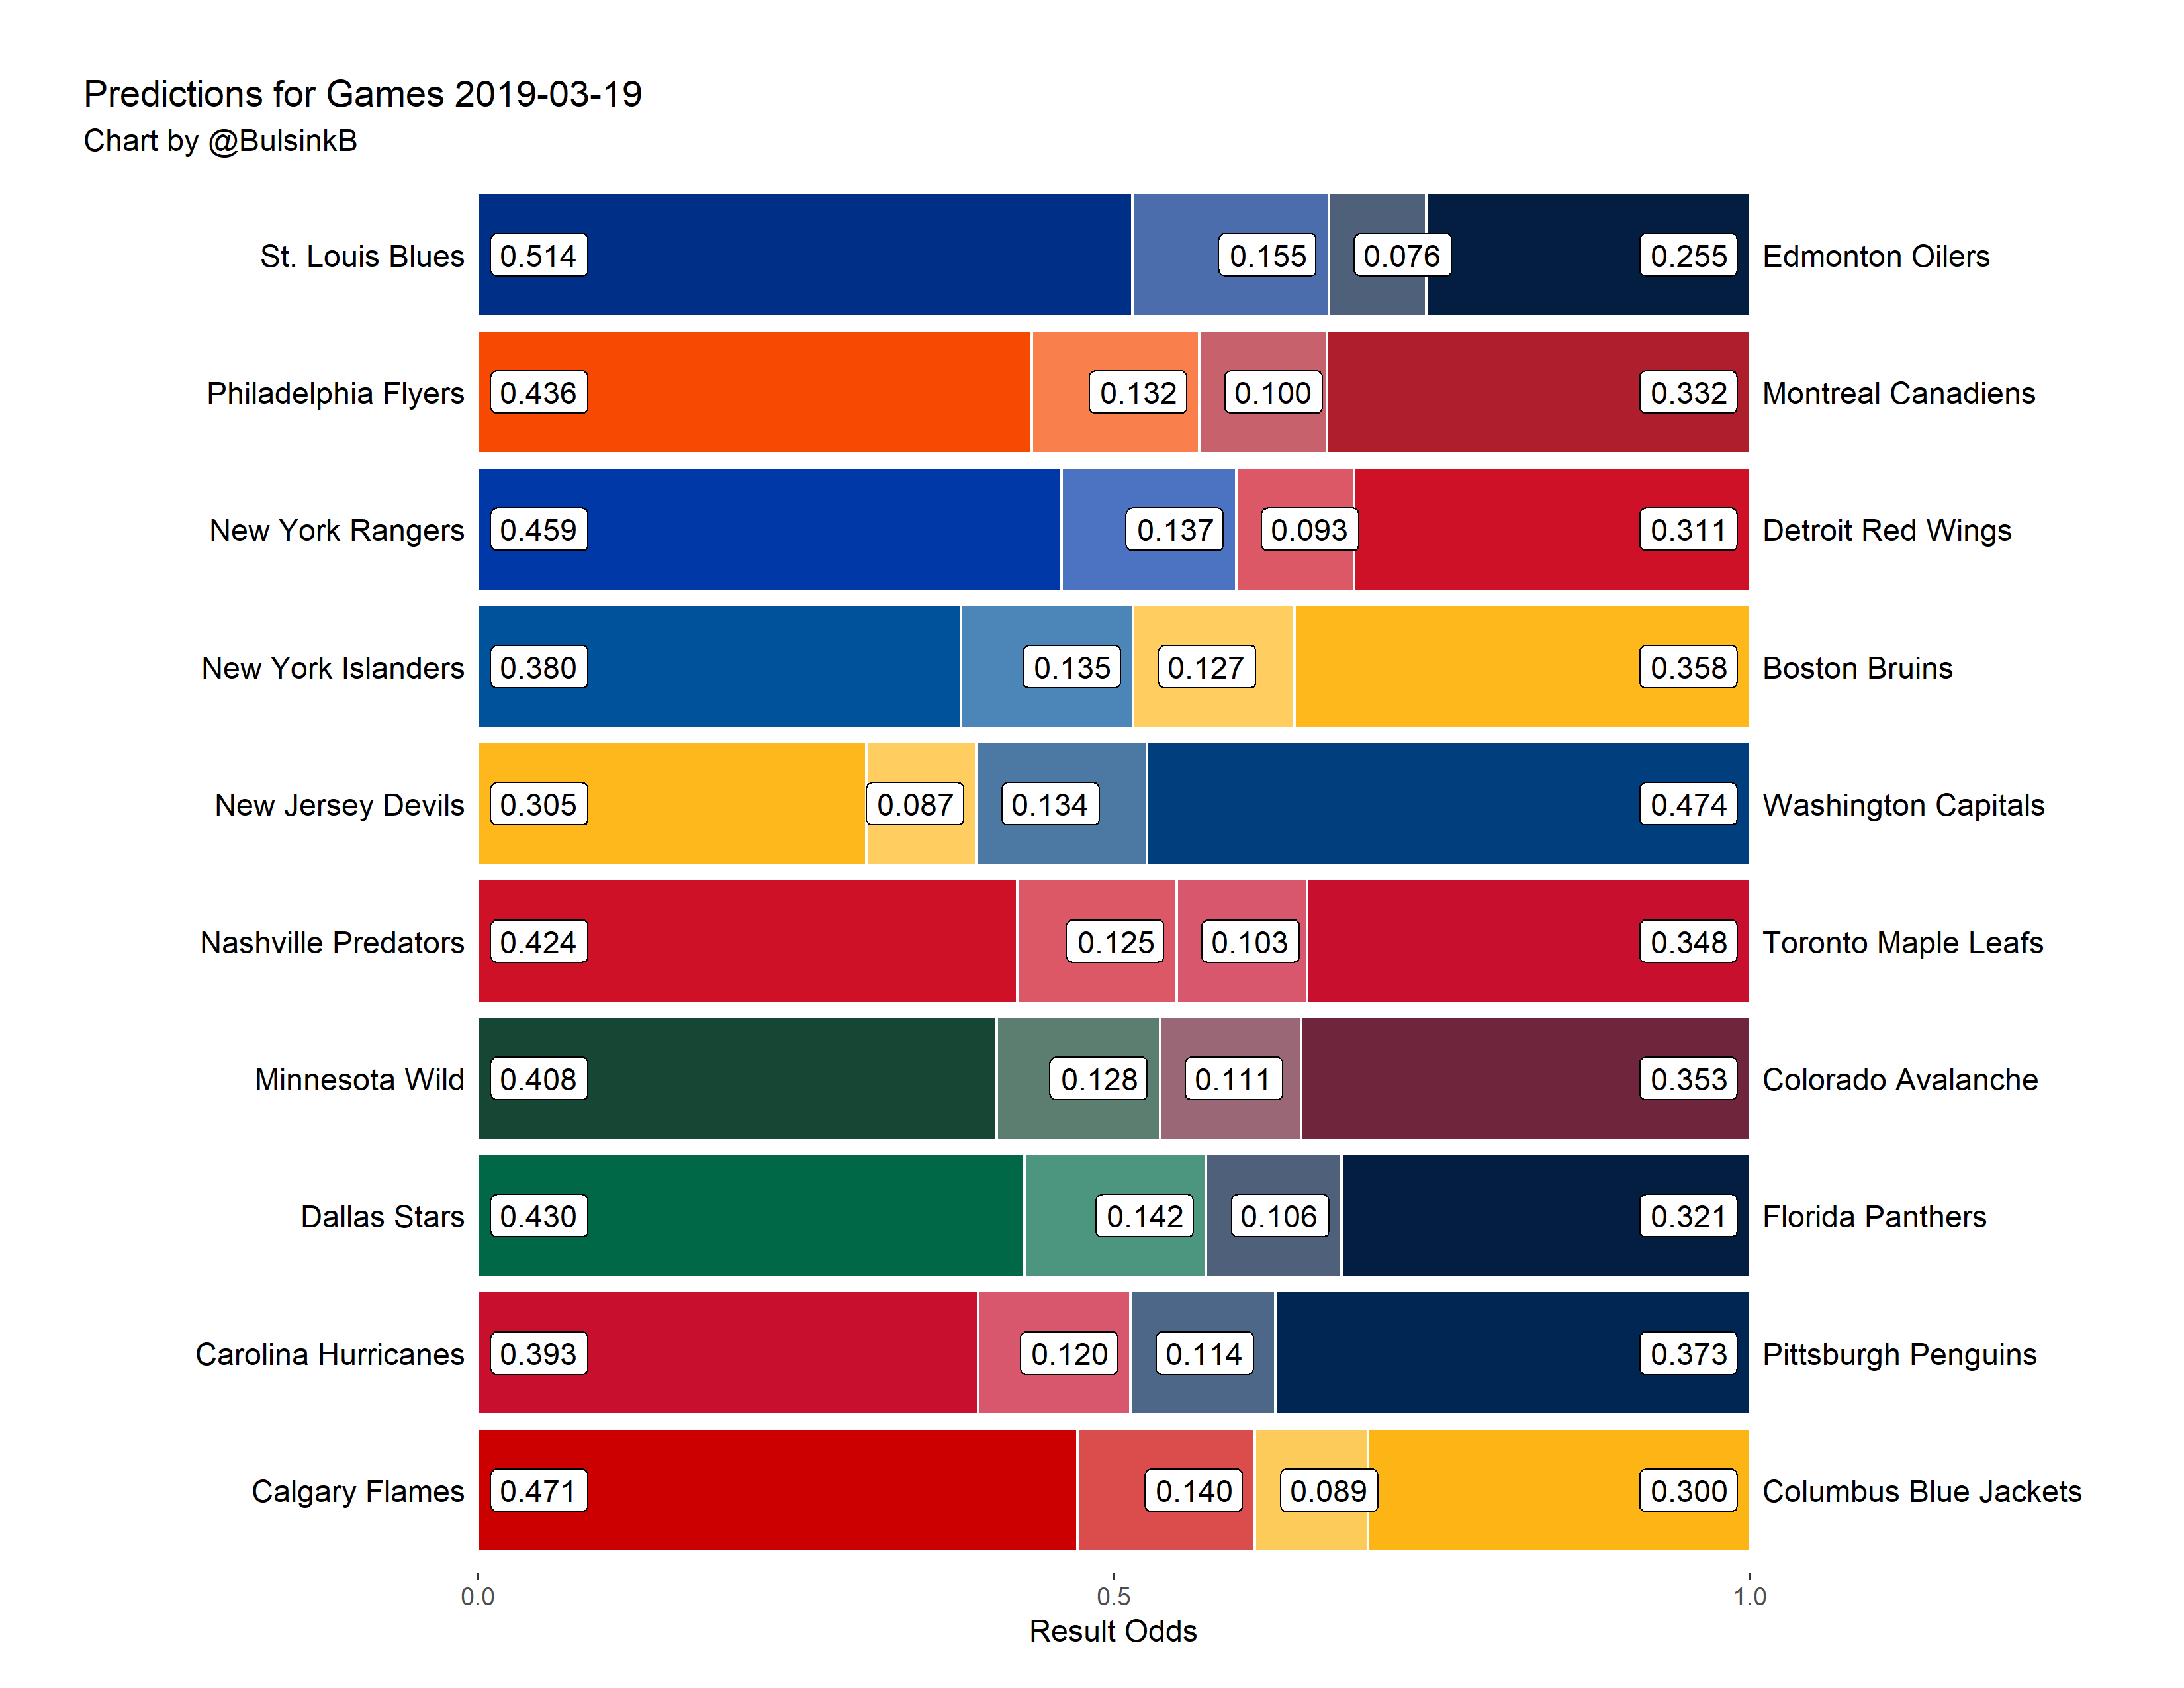 Predictions for Games 2019-03-19
Chart by @BulsinkB
St. Louis Blues 0.514 0.155 0.076 0.255 Edmonton Oilers
Philadelphia Flyers 0.436 0.132 0.100 0.332 Montreal Canadiens
New York Rangers 0.459 0.137 0.093 0.311 Detroit Red Wings
New York Islanders 0.380 0.135 0.127 0.358 Boston Bruins
New Jersey Devils 0.305 0.087 0.134 0.474 Washington Capitals
Nashville Predators 0.424 0.125 0.103 0.348 Toronto Maple Leafs
Minnesota Wild 0.408 0.128 0.111 0.353 Colorado Avalanche
Dallas Stars 0.430 0.142 0.106 0.321 Florida Panthers
Carolina Hurricanes 0.393 0.120 0.114 0.373 Pittsburgh Penguins
Calgary Flames 0.471 0.140 0.089 0.300 Columbus Blue Jackets
0.0 0.5 1.0
Result Odds